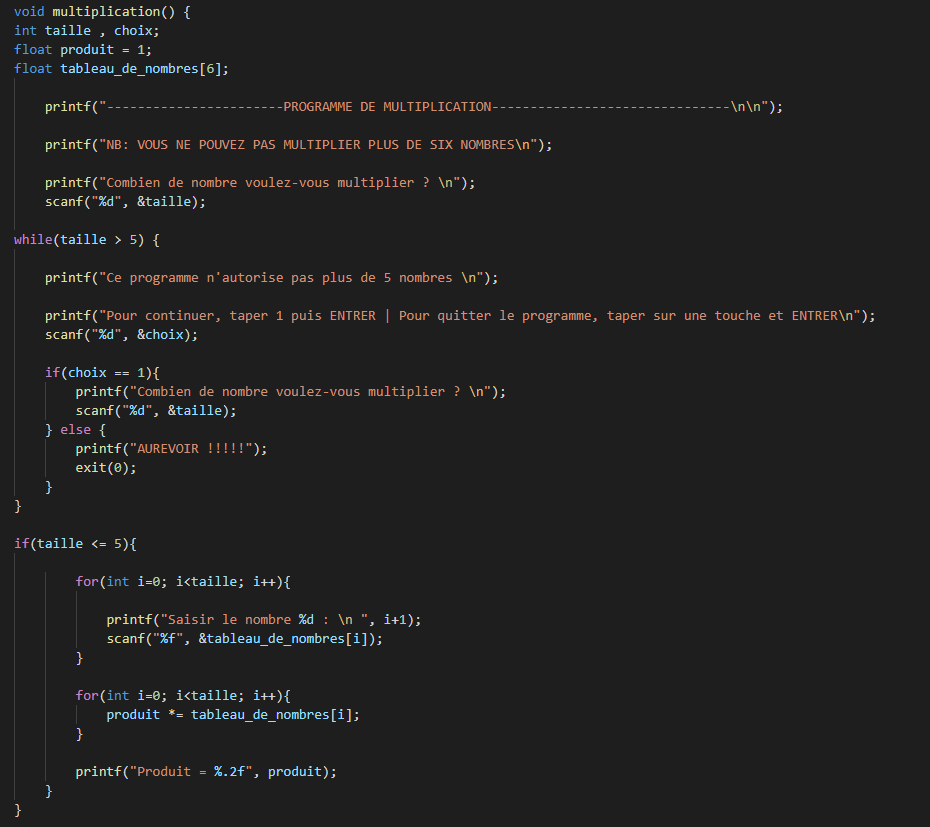 void multiplication() {
int taille , choix;
float produit = 1;
float tableau_de_nombres[6];
printf("-----------------------PROGRAMME DE MULTIPLICATION-------------------------------\n\n");
printf("NB: VOUS NE POUVEZ PAS MULTIPLIER PLUS DE SIX NOMBRES\n");
printf("Combien de nombre voulez-vous multiplier ? \n");
scanf("%d", &taille);
while(taille > 5) {
printf("Ce programme n'autorise pas plus de 5 nombres \n");
printf("Pour continuer, taper 1 puis ENTRER | Pour quitter le programme, taper sur une touche et ENTRER\n");
scanf("%d", &choix);
if(choix == 1){
printf("Combien de nombre voulez-vous multiplier ? \n");
scanf("%d", &taille);
} else {
printf("AUREVOIR !!!!!");
exit(0);
}
}
if(taille <= 5){
for(int i=0; i<taille; i++){
printf("Saisir le nombre %d : \n ", i+1);
scanf("%f", &tableau_de_nombres[i]);
}
for(int i=0; i<taille; i++){
produit *= tableau_de_nombres[i];
}
printf("Produit = %.2f", produit);
}
}